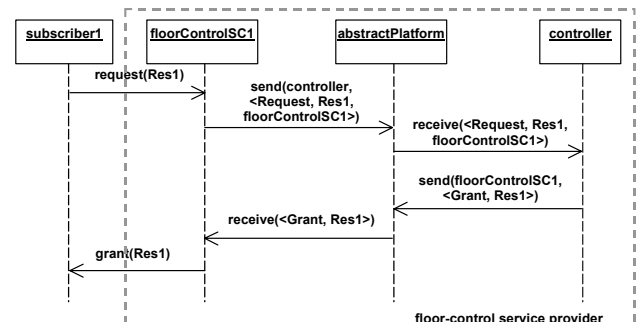 subscriber1
floorControlSC1
abstractPlatform
controller
request(Res1)
send(controller,
<Request, Res1,
floorControlSC1>)
receive(<Request, Res1,
floorControlSC1>)
send(floorControlSC1,
<Grant, Res1>)
receive(<Grant, Res1>)
grant(Res1)
floor-control service provider